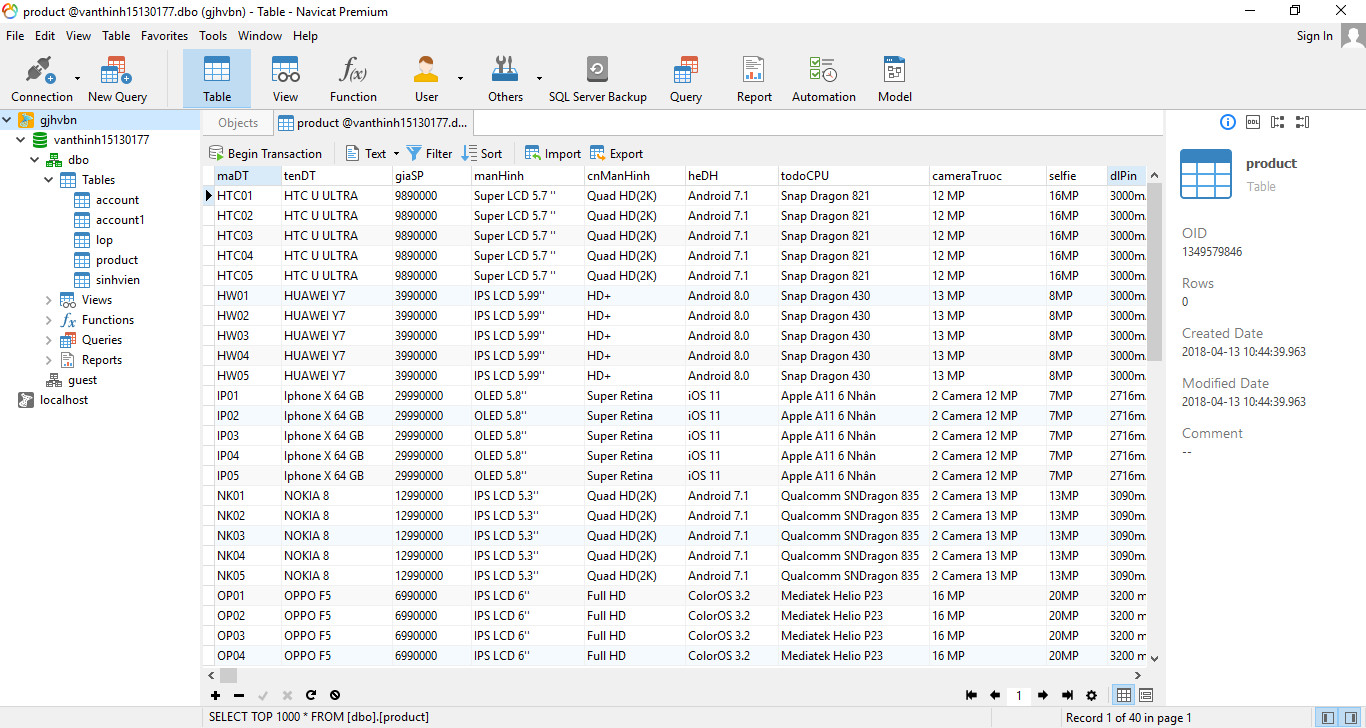 product @vanthinh15130177.dbo (gjhvbn) - Table - Navicat Premium
File Edit View Table Favorites Tools Window Help Sign In
Connection New Query Table View f(x) Function User Others SQL Server Backup Query Report Automation Model
gjhvbn
vanthinh15130177
dbo
Tables
account
account1
lop
product
sinhvien
Views
fx Functions
Queries
Reports
guest
localhost
Objects product @vanthinh15130177.d...
Begin Transaction Text Filter Sort Import Export
maDT tenDT giaSP manHinh cnManHinh heDH todoCPU cameraTruoc selfie dlPin
HTC01 HTC U ULTRA 9890000 Super LCD 5.7 '' Quad HD(2K) Android 7.1 Snap Dragon 821 12 MP 16MP 3000m
HTC02 HTC U ULTRA 9890000 Super LCD 5.7 '' Quad HD(2K) Android 7.1 Snap Dragon 821 12 MP 16MP 3000m
HTC03 HTC U ULTRA 9890000 Super LCD 5.7 '' Quad HD(2K) Android 7.1 Snap Dragon 821 12 MP 16MP 3000m
HTC04 HTC U ULTRA 9890000 Super LCD 5.7 '' Quad HD(2K) Android 7.1 Snap Dragon 821 12 MP 16MP 3000m
HTC05 HTC U ULTRA 9890000 Super LCD 5.7 '' Quad HD(2K) Android 7.1 Snap Dragon 821 12 MP 16MP 3000m
HW01 HUAWEI Y7 3990000 IPS LCD 5.99'' HD+ Android 8.0 Snap Dragon 430 13 MP 8MP 3000m
HW02 HUAWEI Y7 3990000 IPS LCD 5.99'' HD+ Android 8.0 Snap Dragon 430 13 MP 8MP 3000m
HW03 HUAWEI Y7 3990000 IPS LCD 5.99'' HD+ Android 8.0 Snap Dragon 430 13 MP 8MP 3000m
HW04 HUAWEI Y7 3990000 IPS LCD 5.99'' HD+ Android 8.0 Snap Dragon 430 13 MP 8MP 3000m
HW05 HUAWEI Y7 3990000 IPS LCD 5.99'' HD+ Android 8.0 Snap Dragon 430 13 MP 8MP 3000m
IP01 Iphone X 64 GB 29990000 OLED 5.8'' Super Retina iOS 11 Apple A11 6 Nhân 2 Camera 12 MP 7MP 2716m
IP02 Iphone X 64 GB 29990000 OLED 5.8'' Super Retina iOS 11 Apple A11 6 Nhân 2 Camera 12 MP 7MP 2716m
IP03 Iphone X 64 GB 29990000 OLED 5.8'' Super Retina iOS 11 Apple A11 6 Nhân 2 Camera 12 MP 7MP 2716m
IP04 Iphone X 64 GB 29990000 OLED 5.8'' Super Retina iOS 11 Apple A11 6 Nhân 2 Camera 12 MP 7MP 2716m
IP05 Iphone X 64 GB 29990000 OLED 5.8'' Super Retina iOS 11 Apple A11 6 Nhân 2 Camera 12 MP 7MP 2716m
NK01 NOKIA 8 12990000 IPS LCD 5.3'' Quad HD(2K) Android 7.1 Qualcomm SNDragon 835 2 Camera 13 MP 13MP 3090m
NK02 NOKIA 8 12990000 IPS LCD 5.3'' Quad HD(2K) Android 7.1 Qualcomm SNDragon 835 2 Camera 13 MP 13MP 3090m
NK03 NOKIA 8 12990000 IPS LCD 5.3'' Quad HD(2K) Android 7.1 Qualcomm SNDragon 835 2 Camera 13 MP 13MP 3090m
NK04 NOKIA 8 12990000 IPS LCD 5.3'' Quad HD(2K) Android 7.1 Qualcomm SNDragon 835 2 Camera 13 MP 13MP 3090m
NK05 NOKIA 8 12990000 IPS LCD 5.3'' Quad HD(2K) Android 7.1 Qualcomm SNDragon 835 2 Camera 13 MP 13MP 3090m
OP01 OPPO F5 6990000 IPS LCD 6'' Full HD ColorOS 3.2 Mediatek Helio P23 16 MP 20MP 3200 m
OP02 OPPO F5 6990000 IPS LCD 6'' Full HD ColorOS 3.2 Mediatek Helio P23 16 MP 20MP 3200 m
OP03 OPPO F5 6990000 IPS LCD 6'' Full HD ColorOS 3.2 Mediatek Helio P23 16 MP 20MP 3200 m
OP04 OPPO F5 6990000 IPS LCD 6'' Full HD ColorOS 3.2 Mediatek Helio P23 16 MP 20MP 3200 m
1
SELECT TOP 1000 * FROM [dbo].[product] Record 1 of 40 in page 1
DDL
product
Table
OID
1349579846
Rows
0
Created Date
2018-04-13 10:44:39.963
Modified Date
2018-04-13 10:44:39.963
Comment
--